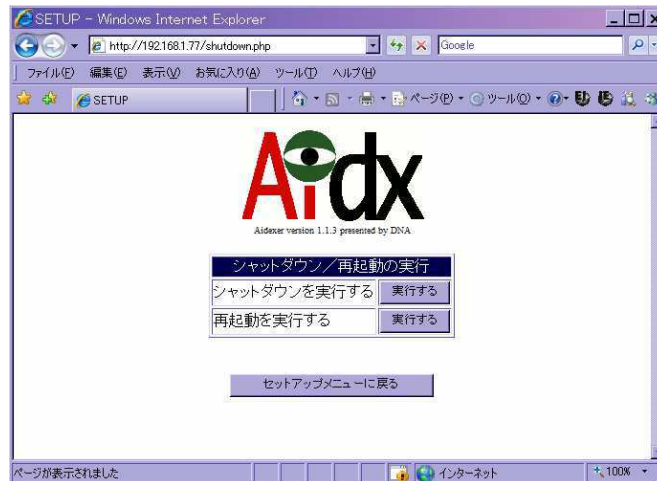 SETUP - Windows Internet Explorer
http://192.168.1.77/shutdown.php
Google
ファイル(F) 編集(E) 表示(V) お気に入り(A) ツール(T) ヘルプ(H)
SETUP
ページ(P) ツール(O)
Aidx
Aidexer version 1.1.3 presented by DNA
シャットダウン／再起動の実行
シャットダウンを実行する 実行する
再起動を実行する 実行する
セットアップメニューに戻る
ページが表示されました インターネット 100%